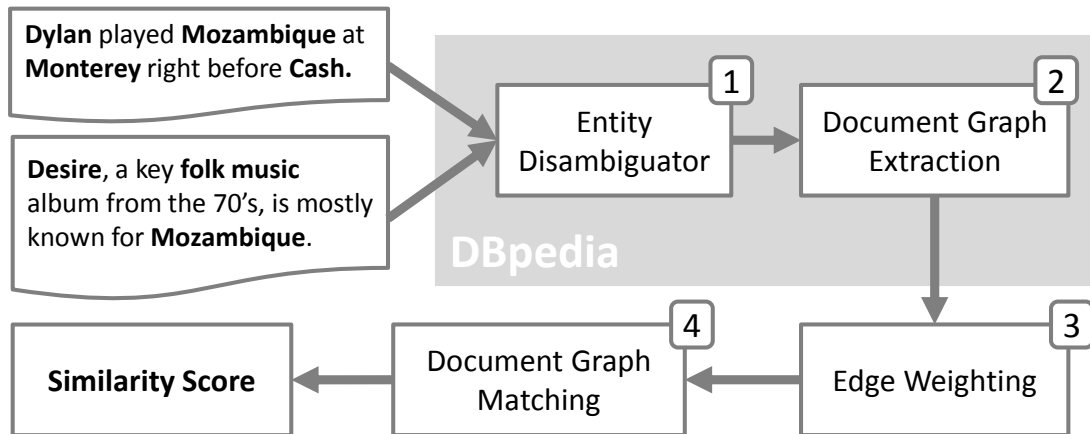 Dylan played Mozambique at
Monterey right before Cash.
1
Entity
Disambiguator
2
Document Graph
Extraction
Desire, a key folk music
album from the 70's, is mostly
known for Mozambique.
DBpedia
Similarity Score
4
Document Graph
Matching
3
Edge Weighting